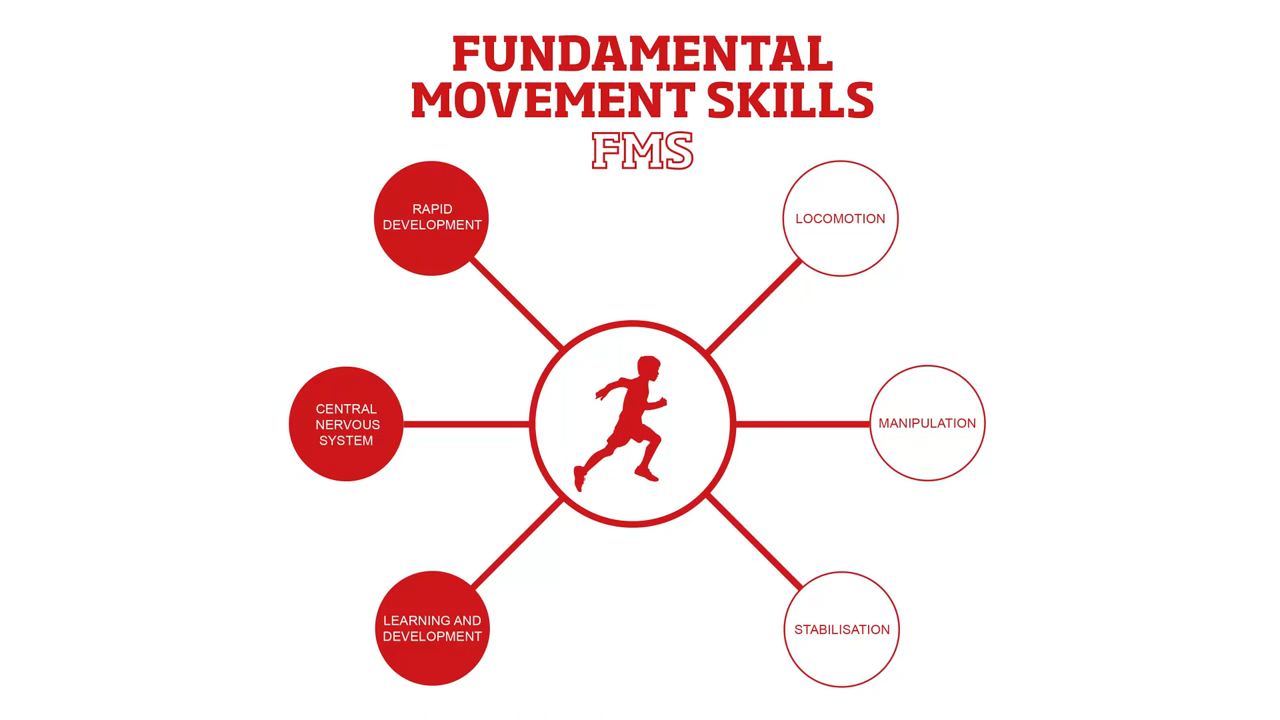 FUNDAMENTAL
MOVEMENT SKILLS
FMS
RAPID
DEVELOPMENT
LOCOMOTION
CENTRAL
NERVOUS
SYSTEM
MANIPULATION
LEARNING AND
DEVELOPMENT
STABILISATION